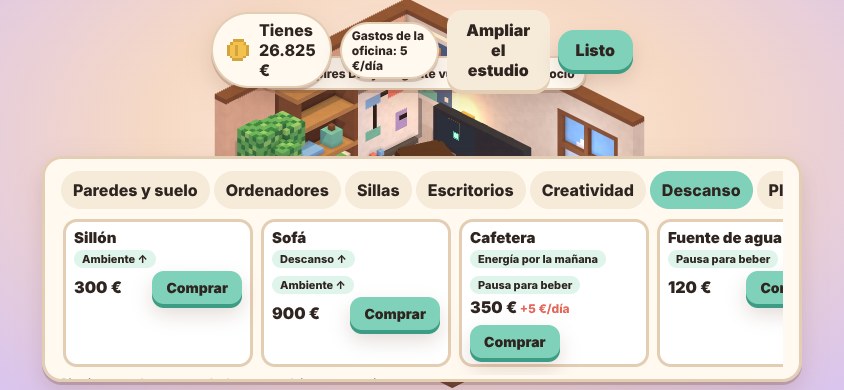 Tienes
26.825
€
Gastos de la
oficina: 5
€/día
Ampliar
el
estudio
Listo
Paredes y suelo
Ordenadores
Sillas
Escritorios
Creatividad
Descanso
Sillón
Ambiente ↑
300 €
Comprar
Sofá
Descanso ↑
Ambiente ↑
900 €
Comprar
Cafetera
Energía por la mañana
Pausa para beber
350 € +5 €/día
Comprar
Fuente de agua
Pausa para beber
120 €